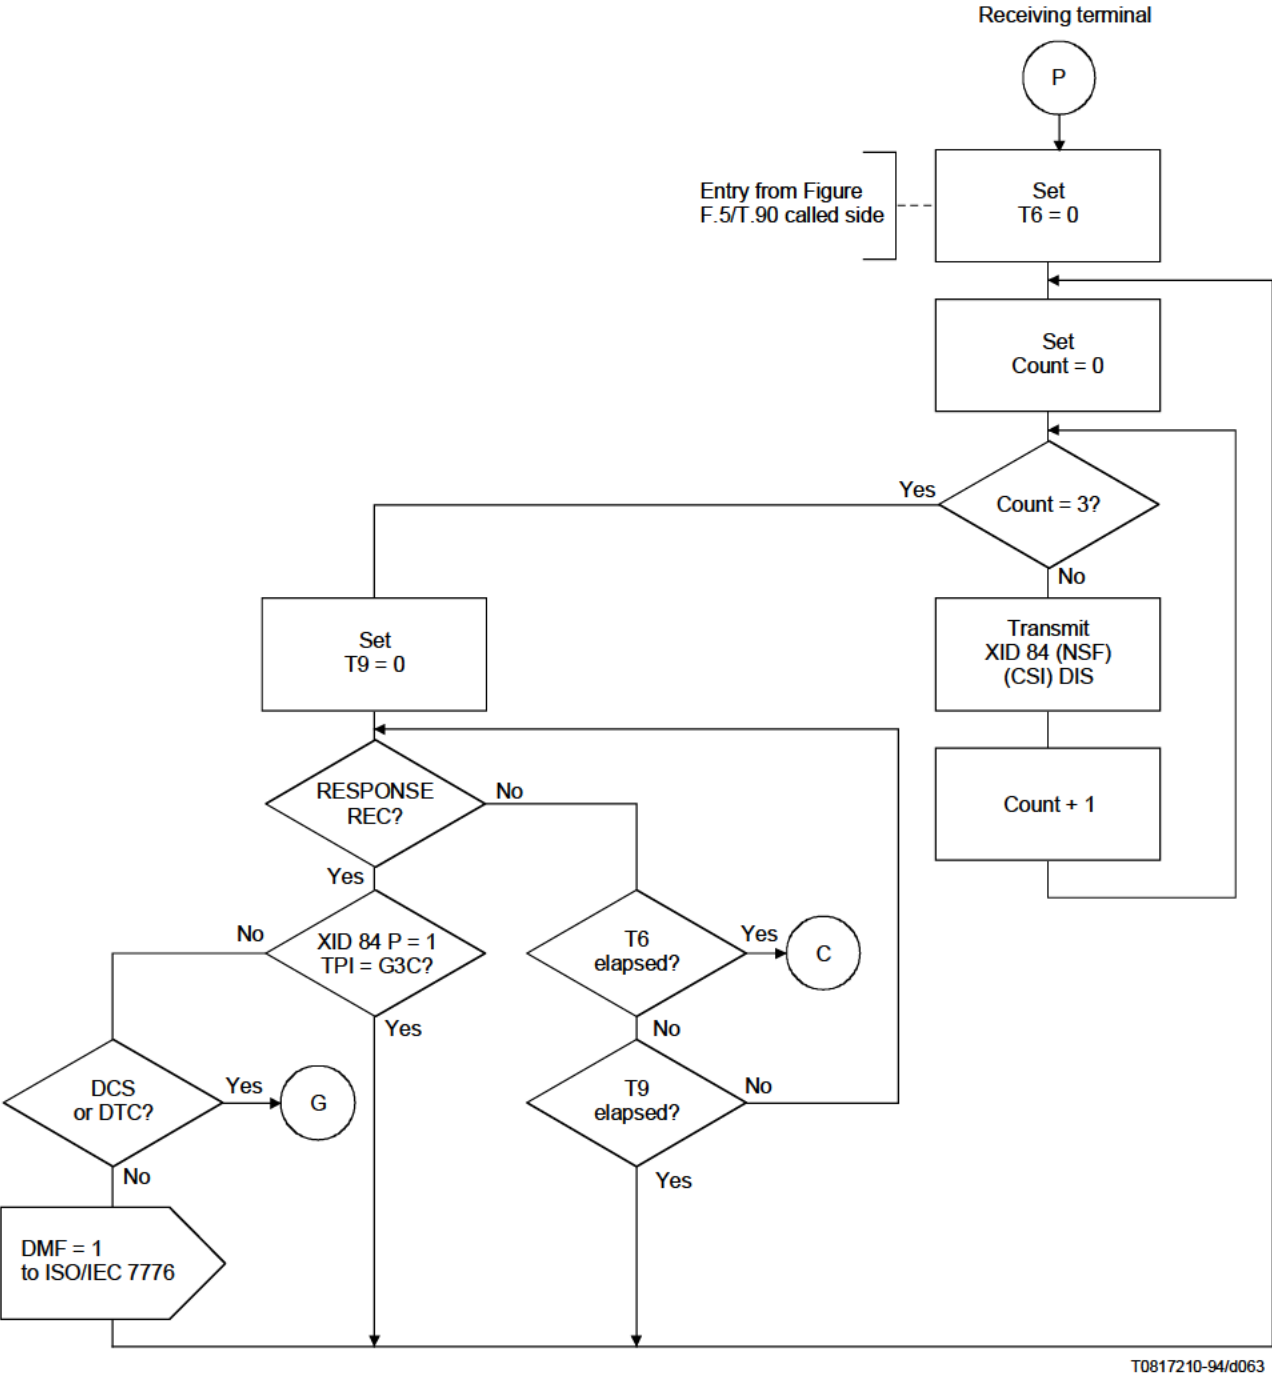 Receiving terminal
P
Entry from Figure
F.5/T.90 called side
Set
T6 = 0
Set
Count = 0
Yes
Count = 3?
No
Set
T9 = 0
Transmit
XID 84 (NSF)
(CSI) DIS
Count + 1
RESPONSE
REC?
No
Yes
No
XID 84 P = 1
TPI = G3C?
Yes
T6
elapsed?
Yes
C
No
DCS
or DTC?
Yes
G
No
T9
elapsed?
No
Yes
DMF = 1
to ISO/IEC 7776
T0817210-94/d063